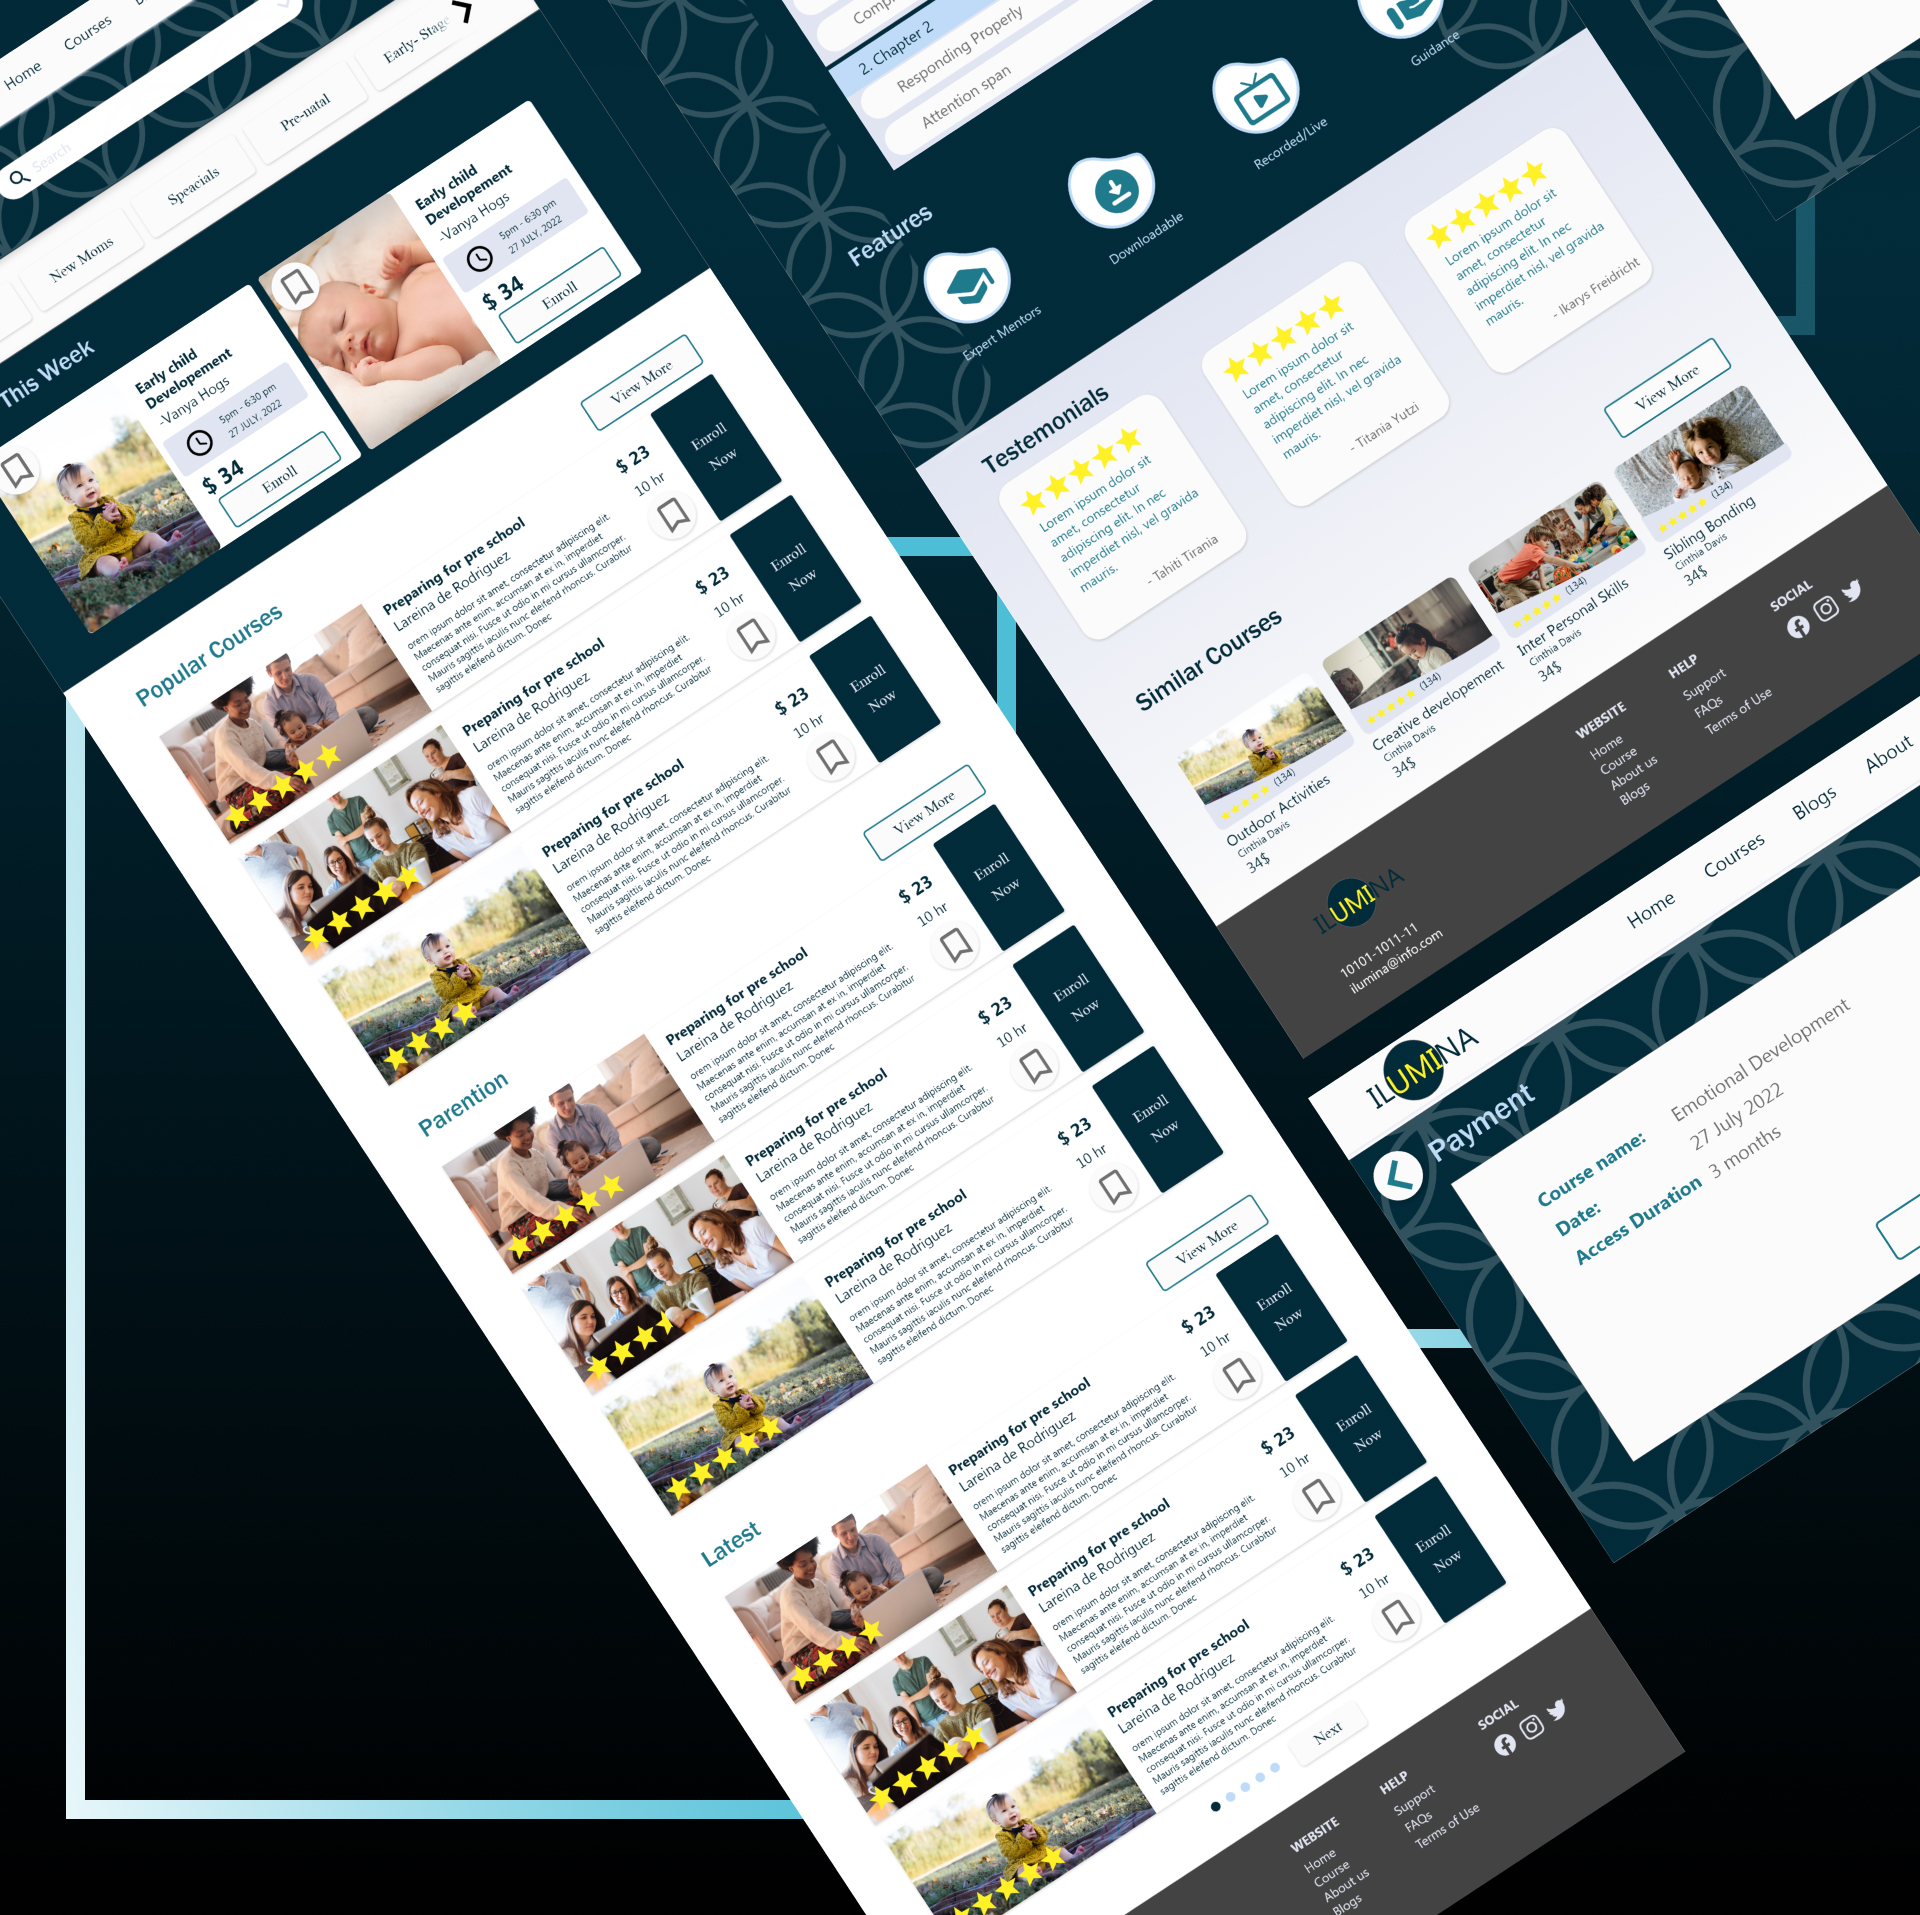 Home
Courses
Search
New Moms
Speacials
Pre-natal
Early- Stage
This Week
Early child
Developement
-Vanya Hogs
5pm - 6:30 pm
27 JULY, 2022
$ 34
Enroll
Early child
Developement
-Vanya Hogs
5pm - 6:30 pm
27 JULY, 2022
$ 34
Enroll
Popular Courses
View More
Preparing for pre school
Lareina de Rodriguez
orem ipsum dolor sit amet, consectetur adipiscing elit.
Maecenas ante enim, accumsan at ex in, imperdiet
consequat nisi. Fusce ut odio in mi cursus ullamcorper.
Mauris sagittis iaculis nunc eleifend rhoncus. Curabitur
sagittis eleifend dictum. Donec
$ 23
10 hr
Enroll
Now
Preparing for pre school
Lareina de Rodriguez
orem ipsum dolor sit amet, consectetur adipiscing elit.
Maecenas ante enim, accumsan at ex in, imperdiet
consequat nisi. Fusce ut odio in mi cursus ullamcorper.
Mauris sagittis iaculis nunc eleifend rhoncus. Curabitur
sagittis eleifend dictum. Donec
$ 23
10 hr
Enroll
Now
Preparing for pre school
Lareina de Rodriguez
orem ipsum dolor sit amet, consectetur adipiscing elit.
Maecenas ante enim, accumsan at ex in, imperdiet
consequat nisi. Fusce ut odio in mi cursus ullamcorper.
Mauris sagittis iaculis nunc eleifend rhoncus. Curabitur
sagittis eleifend dictum. Donec
$ 23
10 hr
Enroll
Now
Parention
View More
Preparing for pre school
Lareina de Rodriguez
orem ipsum dolor sit amet, consectetur adipiscing elit.
Maecenas ante enim, accumsan at ex in, imperdiet
consequat nisi. Fusce ut odio in mi cursus ullamcorper.
Mauris sagittis iaculis nunc eleifend rhoncus. Curabitur
sagittis eleifend dictum. Donec
$ 23
10 hr
Enroll
Now
Preparing for pre school
Lareina de Rodriguez
orem ipsum dolor sit amet, consectetur adipiscing elit.
Maecenas ante enim, accumsan at ex in, imperdiet
consequat nisi. Fusce ut odio in mi cursus ullamcorper.
Mauris sagittis iaculis nunc eleifend rhoncus. Curabitur
sagittis eleifend dictum. Donec
$ 23
10 hr
Enroll
Now
Preparing for pre school
Lareina de Rodriguez
orem ipsum dolor sit amet, consectetur adipiscing elit.
Maecenas ante enim, accumsan at ex in, imperdiet
consequat nisi. Fusce ut odio in mi cursus ullamcorper.
Mauris sagittis iaculis nunc eleifend rhoncus. Curabitur
sagittis eleifend dictum. Donec
$ 23
10 hr
Enroll
Now
Latest
View More
Preparing for pre school
Lareina de Rodriguez
orem ipsum dolor sit amet, consectetur adipiscing elit.
Maecenas ante enim, accumsan at ex in, imperdiet
consequat nisi. Fusce ut odio in mi cursus ullamcorper.
Mauris sagittis iaculis nunc eleifend rhoncus. Curabitur
sagittis eleifend dictum. Donec
$ 23
10 hr
Enroll
Now
Preparing for pre school
Lareina de Rodriguez
orem ipsum dolor sit amet, consectetur adipiscing elit.
Maecenas ante enim, accumsan at ex in, imperdiet
consequat nisi. Fusce ut odio in mi cursus ullamcorper.
Mauris sagittis iaculis nunc eleifend rhoncus. Curabitur
sagittis eleifend dictum. Donec
$ 23
10 hr
Enroll
Now
Preparing for pre school
Lareina de Rodriguez
orem ipsum dolor sit amet, consectetur adipiscing elit.
Maecenas ante enim, accumsan at ex in, imperdiet
consequat nisi. Fusce ut odio in mi cursus ullamcorper.
Mauris sagittis iaculis nunc eleifend rhoncus. Curabitur
sagittis eleifend dictum. Donec
$ 23
10 hr
Enroll
Now
Next
WEBSITE
Home
Course
About us
Blogs
HELP
Support
FAQs
Terms of Use
SOCIAL
2. Chapter 2
Responding Properly
Attention span
Features
Expert Mentors
Downloadable
Recorded/Live
Guidance
Testemonials
Lorem ipsum dolor sit
amet, consectetur
adipiscing elit. In nec
imperdiet nisl, vel gravida
mauris.
- Tahiti Tirania
Lorem ipsum dolor sit
amet, consectetur
adipiscing elit. In nec
imperdiet nisl, vel gravida
mauris.
- Titania Yutzi
Lorem ipsum dolor sit
amet, consectetur
adipiscing elit. In nec
imperdiet nisl, vel gravida
mauris.
- Ikarys Freidricht
Similar Courses
View More
(134)
Outdoor Activities
Cinthia Davis
34$
(134)
Creative developement
Cinthia Davis
34$
(134)
Inter Personal Skills
Cinthia Davis
34$
(134)
Sibling Bonding
Cinthia Davis
34$
ILUMINA
10101-1011-11
ilumina@info.com
WEBSITE
Home
Course
About us
Blogs
HELP
Support
FAQs
Terms of Use
SOCIAL
ILUMINA
Home
Courses
Blogs
About
Payment
Course name:
Emotional Development
Date:
27 July 2022
Access Duration
3 months